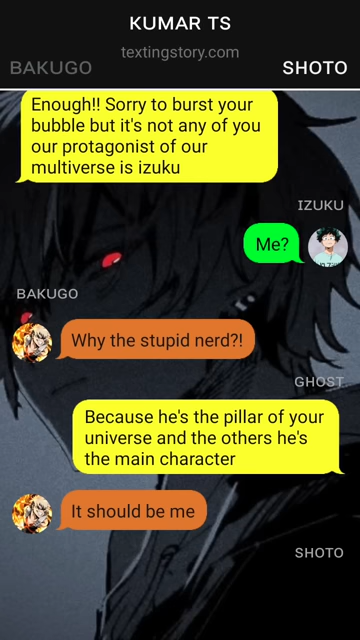 KUMAR TS
textingstory.com
BAKUGO
SHOTO
Enough!! Sorry to burst your
bubble but it's not any of you
our protagonist of our
multiverse is izuku
IZUKU
Me?
BAKUGO
Why the stupid nerd?!
GHOST
Because he's the pillar of your
universe and the others he's
the main character
It should be me
SHOTO